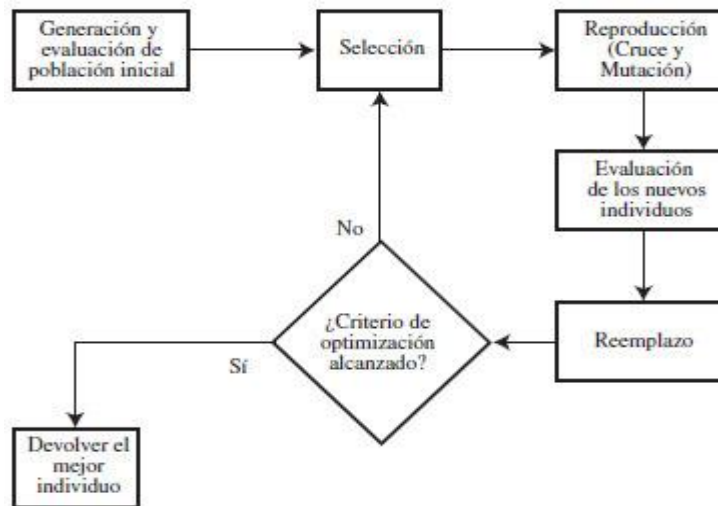 Generación y
evaluación de
población inicial
Selección
Reproducción
(Cruce y
Mutación)
Evaluación
de los nuevos
individuos
Reemplazo
¿Criterio de
optimización
alcanzado?
No
Sí
Devolver el
mejor
individuo